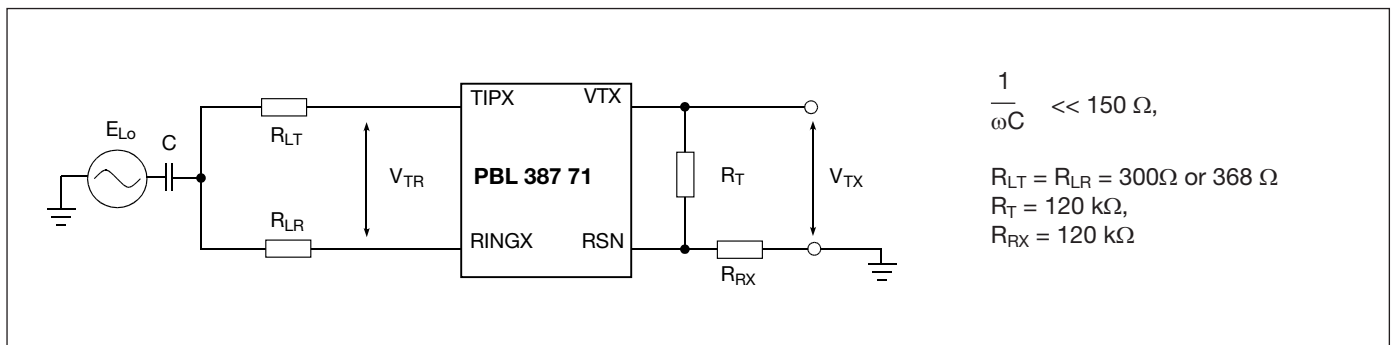 E_Lo
C
R_LT
R_LR
V_TR
TIPX
VTX
PBL 387 71
RINGX
RSN
R_T
R_RX
V_TX
1
ωC
<< 150 Ω,
R_LT = R_LR = 300Ω or 368 Ω
R_T = 120 kΩ,
R_RX = 120 kΩ